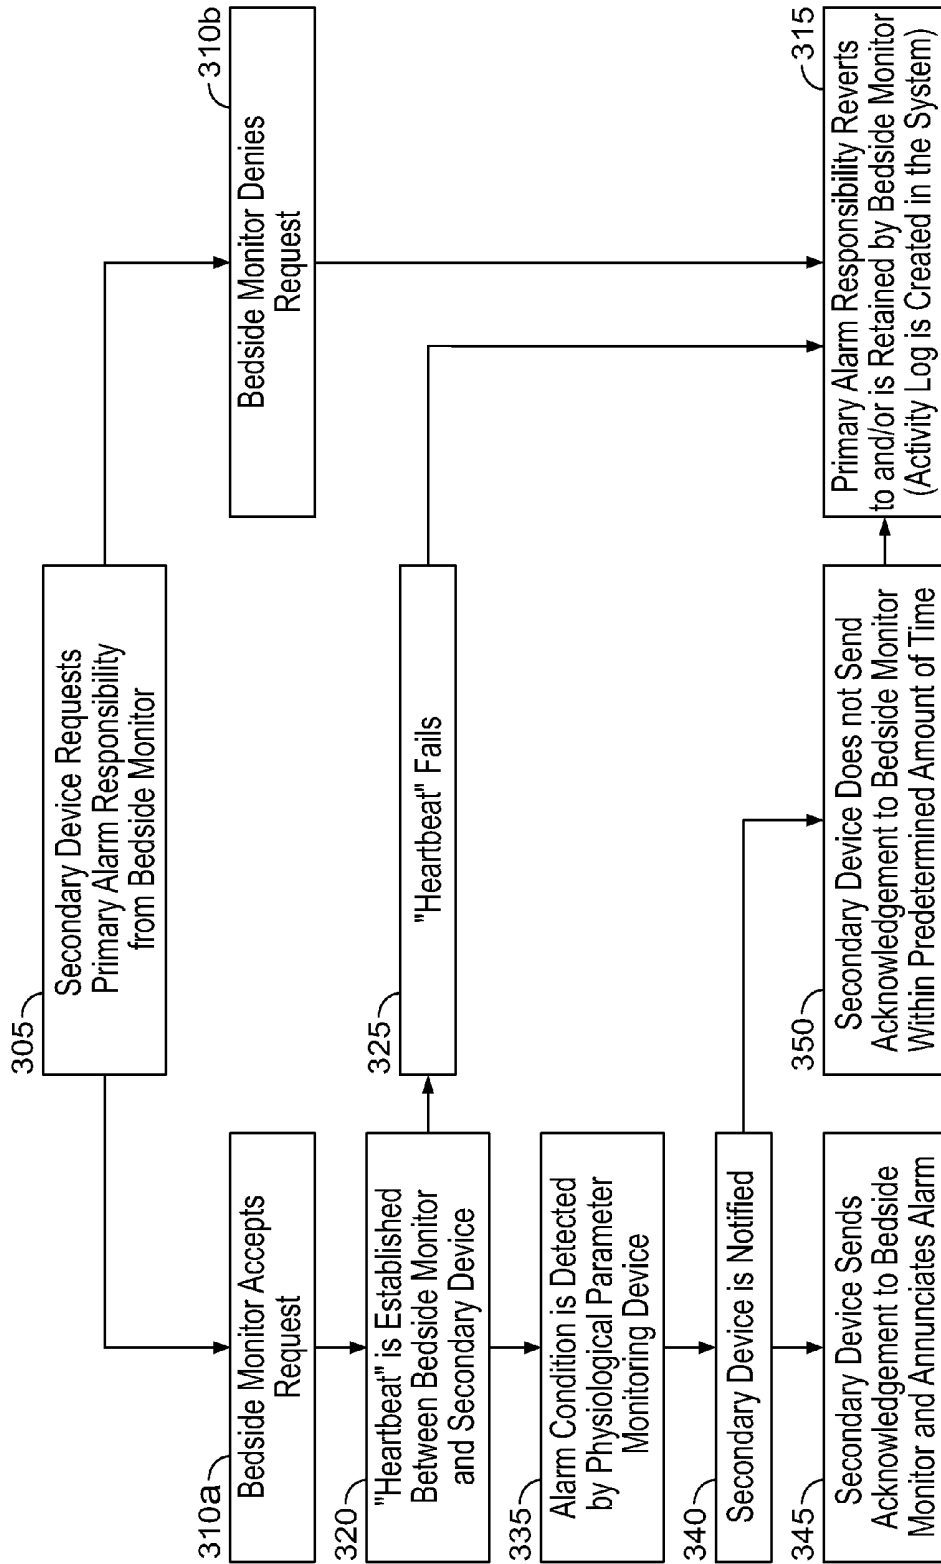 305
Secondary Device Requests
Primary Alarm Responsibility
from Bedside Monitor
310a
Bedside Monitor Accepts
Request
310b
Bedside Monitor Denies
Request
320
"Heartbeat" is Established
Between Bedside Monitor
and Secondary Device
325
"Heartbeat" Fails
335
Alarm Condition is Detected
by Physiological Parameter
Monitoring Device
340
Secondary Device is Notified
345
Secondary Device Sends
Acknowledgement to Bedside
Monitor and Annunciates Alarm
350
Secondary Device Does not Send
Acknowledgement to Bedside Monitor
Within Predetermined Amount of Time
315
Primary Alarm Responsibility Reverts
to and/or is Retained by Bedside Monitor
(Activity Log is Created in the System)